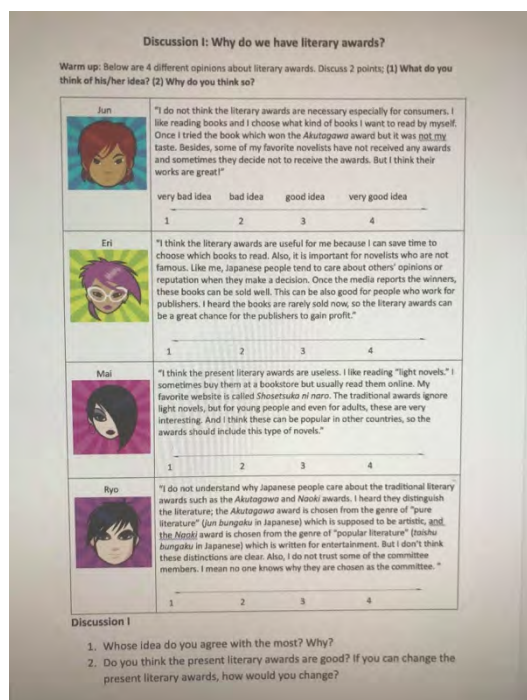 Discussion I: Why do we have literary awards?
Warm up: Below are 4 different opinions about literary awards. Discuss 2 points; (1) What do you
think of his/her idea? (2) Why do you think so?
Jun
"I do not think the literary awards are necessary especially for consumers. I
like reading books and I choose what kind of books I want to read by myself.
Once I tried the book which won the Akutagawa award but it was not my
taste. Besides, some of my favorite novelists have not received any awards
and sometimes they decide not to receive the awards. But I think their
works are great!"
very bad idea bad idea good idea very good idea
1 2 3 4
Eri
"I think the literary awards are useful for me because I can save time to
choose which books to read. Also, it is important for novelists who are not
famous. Like me, Japanese people tend to care about others' opinions or
reputation when they make a decision. Once the media reports the winners,
these books can be sold well. This can be also good for people who work for
publishers. I heard the books are rarely sold now, so the literary awards can
be a great chance for the publishers to gain profit."
1 2 3 4
Mai
"I think the present literary awards are useless. I like reading "light novels." I
sometimes buy them at a bookstore but usually read them online. My
favorite website is called Shosetsuka ni naro. The traditional awards ignore
light novels, but for young people and even for adults, these are very
interesting. And I think these can be popular in other countries, so the
awards should include this type of novels."
1 2 3 4
Ryo
"I do not understand why Japanese people care about the traditional literary
awards such as the Akutagawa and Naoki awards. I heard they distinguish
the literature; the Akutagawa award is chosen from the genre of "pure
literature" (jun bungaku in Japanese) which is supposed to be artistic, and
the Naoki award is chosen from the genre of "popular literature" (taishu
bungaku in Japanese) which is written for entertainment. But I don't think
these distinctions are clear. Also, I do not trust some of the committee
members. I mean no one knows why they are chosen as the committee. "
1 2 3 4
Discussion I
1. Whose idea do you agree with the most? Why?
2. Do you think the present literary awards are good? If you can change the
present literary awards, how would you change?